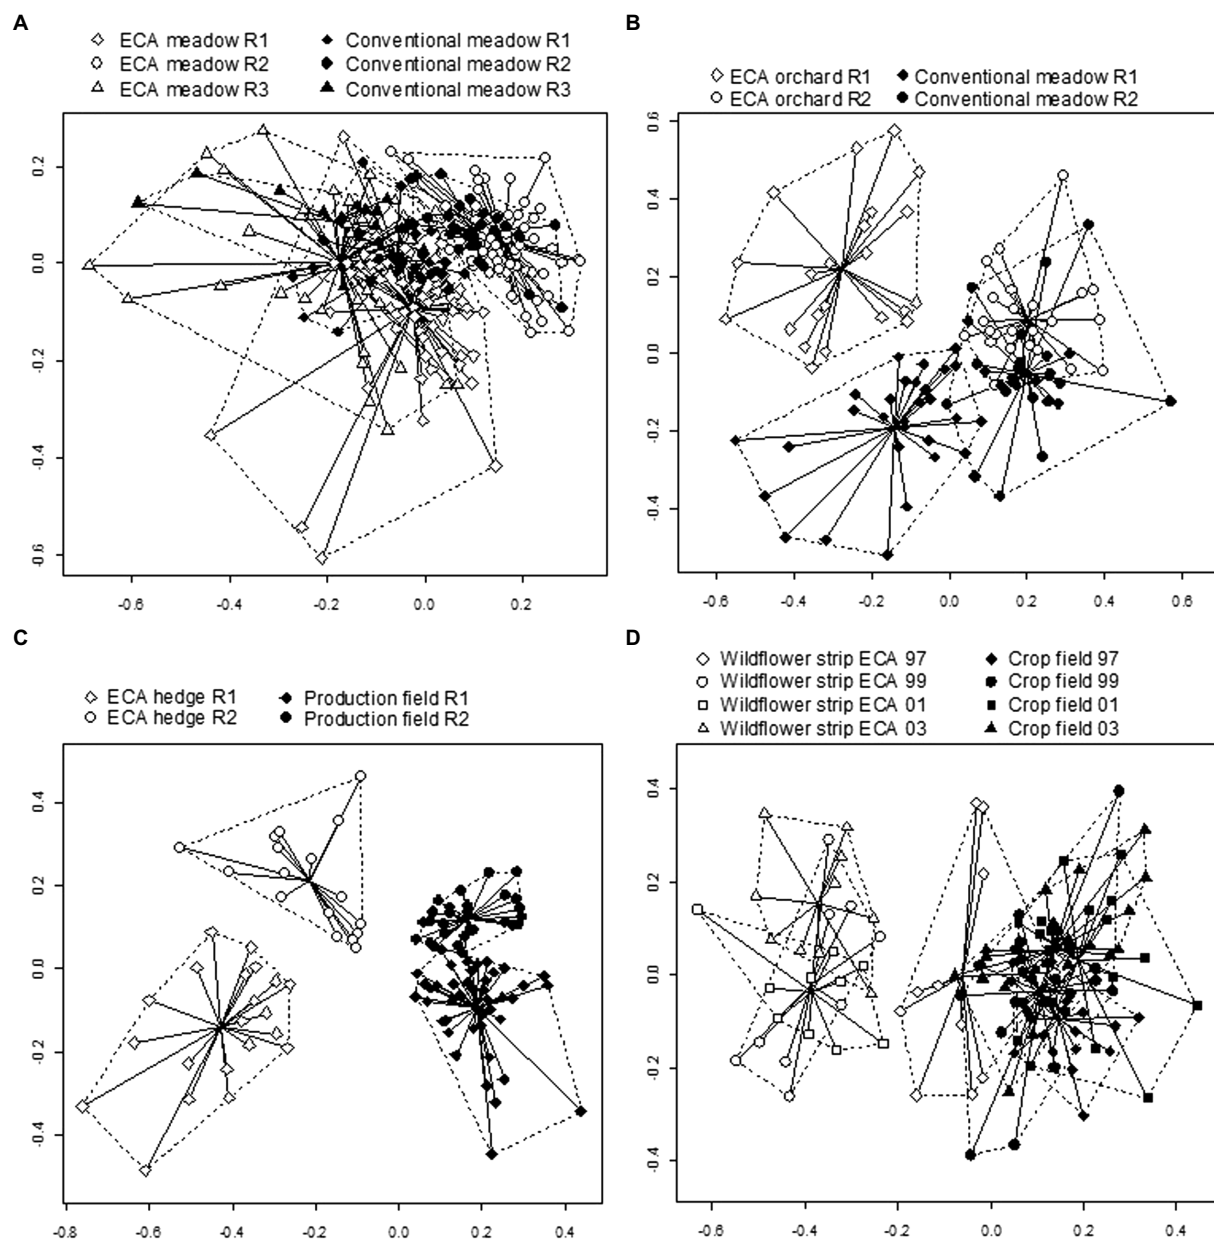 A
ECA meadow R1 Conventional meadow R1
ECA meadow R2 Conventional meadow R2
ECA meadow R3 Conventional meadow R3
0.2
0.0
-0.2
-0.4
-0.6
-0.6 -0.4 -0.2 0.0 0.2
B
ECA orchard R1 Conventional meadow R1
ECA orchard R2 Conventional meadow R2
0.6
0.4
0.2
0.0
-0.2
-0.4
-0.6 -0.4 -0.2 0.0 0.2 0.4 0.6
C
ECA hedge R1 Production field R1
ECA hedge R2 Production field R2
0.4
0.2
0.0
-0.2
-0.4
-0.8 -0.6 -0.4 -0.2 0.0 0.2 0.4
D
Wildflower strip ECA 97 Crop field 97
Wildflower strip ECA 99 Crop field 99
Wildflower strip ECA 01 Crop field 01
Wildflower strip ECA 03 Crop field 03
0.4
0.2
0.0
-0.2
-0.4
-0.6 -0.4 -0.2 0.0 0.2 0.4